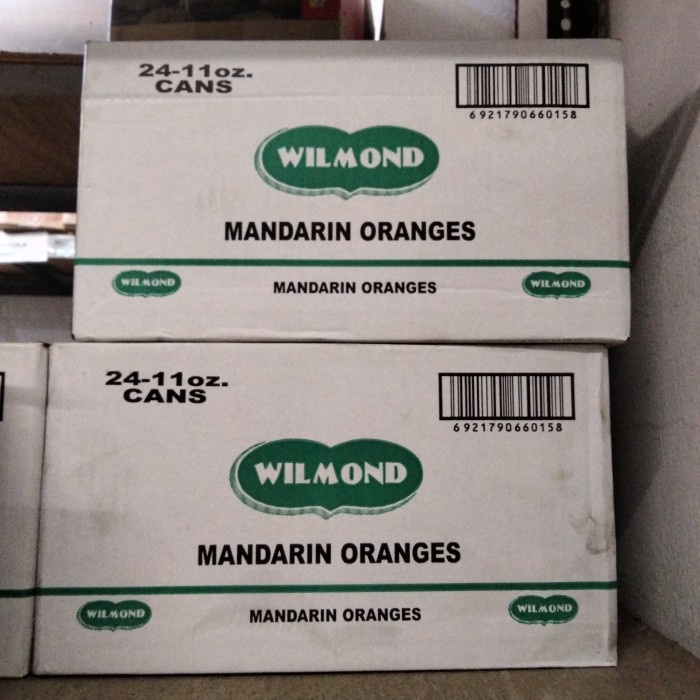 24-11oz.
CANS
6921790660158
WILMOND
MANDARIN ORANGES
WILMOND
MANDARIN ORANGES
WILMOND
24-11oz.
CANS
6921790660158
WILMOND
MANDARIN ORANGES
WILMOND
MANDARIN ORANGES
WILMOND